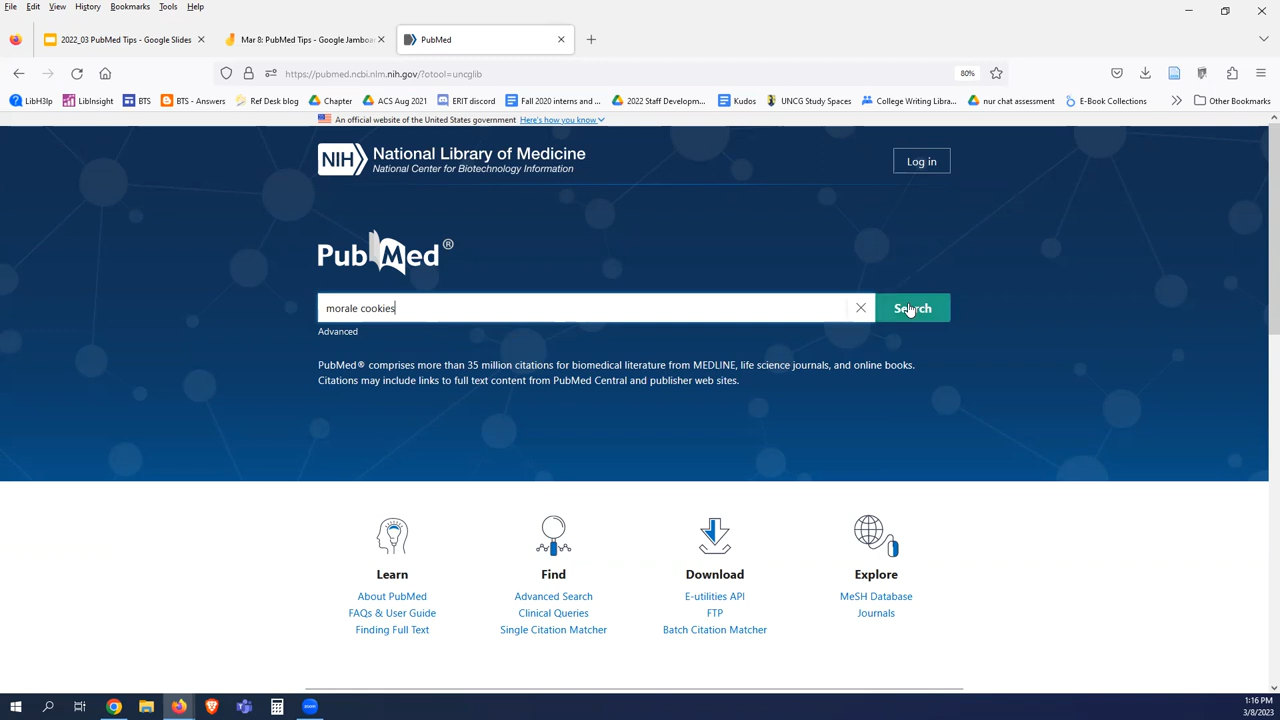 File Edit View History Bookmarks Tools Help
2022_03 PubMed Tips - Google Slides
Mar 8: PubMed Tips - Google Jamboa
PubMed
https://pubmed.ncbi.nlm.nih.gov/?otool=uncglib
80%
LibH3lp LibInsight BTS BTS - Answers Ref Desk blog Chapter ACS Aug 2021 ERIT discord Fall 2020 interns and ... 2022 Staff Developm... Kudos UNCG Study Spaces College Writing Libra... nur chat assessment E-Book Collections Other Bookmarks
An official website of the United States government Here's how you know
NIH National Library of Medicine
National Center for Biotechnology Information
Log in
PubMed®
morale cookies
Search
Advanced
PubMed® comprises more than 35 million citations for biomedical literature from MEDLINE, life science journals, and online books.
Citations may include links to full text content from PubMed Central and publisher web sites.
Learn
About PubMed
FAQs & User Guide
Finding Full Text
Find
Advanced Search
Clinical Queries
Single Citation Matcher
Download
E-utilities API
FTP
Batch Citation Matcher
Explore
MeSH Database
Journals
zoom
1:16 PM
3/8/2023